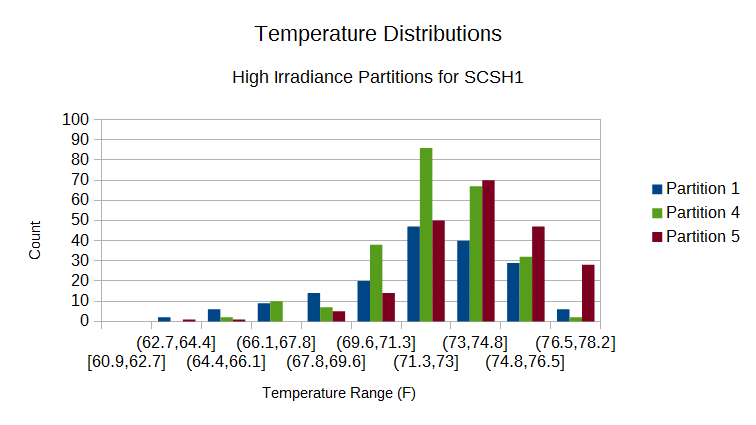 Temperature Distributions
High Irradiance Partitions for SCSH1
100
90
80
70
60
50
40
30
20
10
0
Count
Partition 1
Partition 4
Partition 5
(62.7,64.4] (66.1,67.8] (69.6,71.3] (73,74.8] (76.5,78.2]
[60.9,62.7] (64.4,66.1] (67.8,69.6] (71.3,73] (74.8,76.5]
Temperature Range (F)